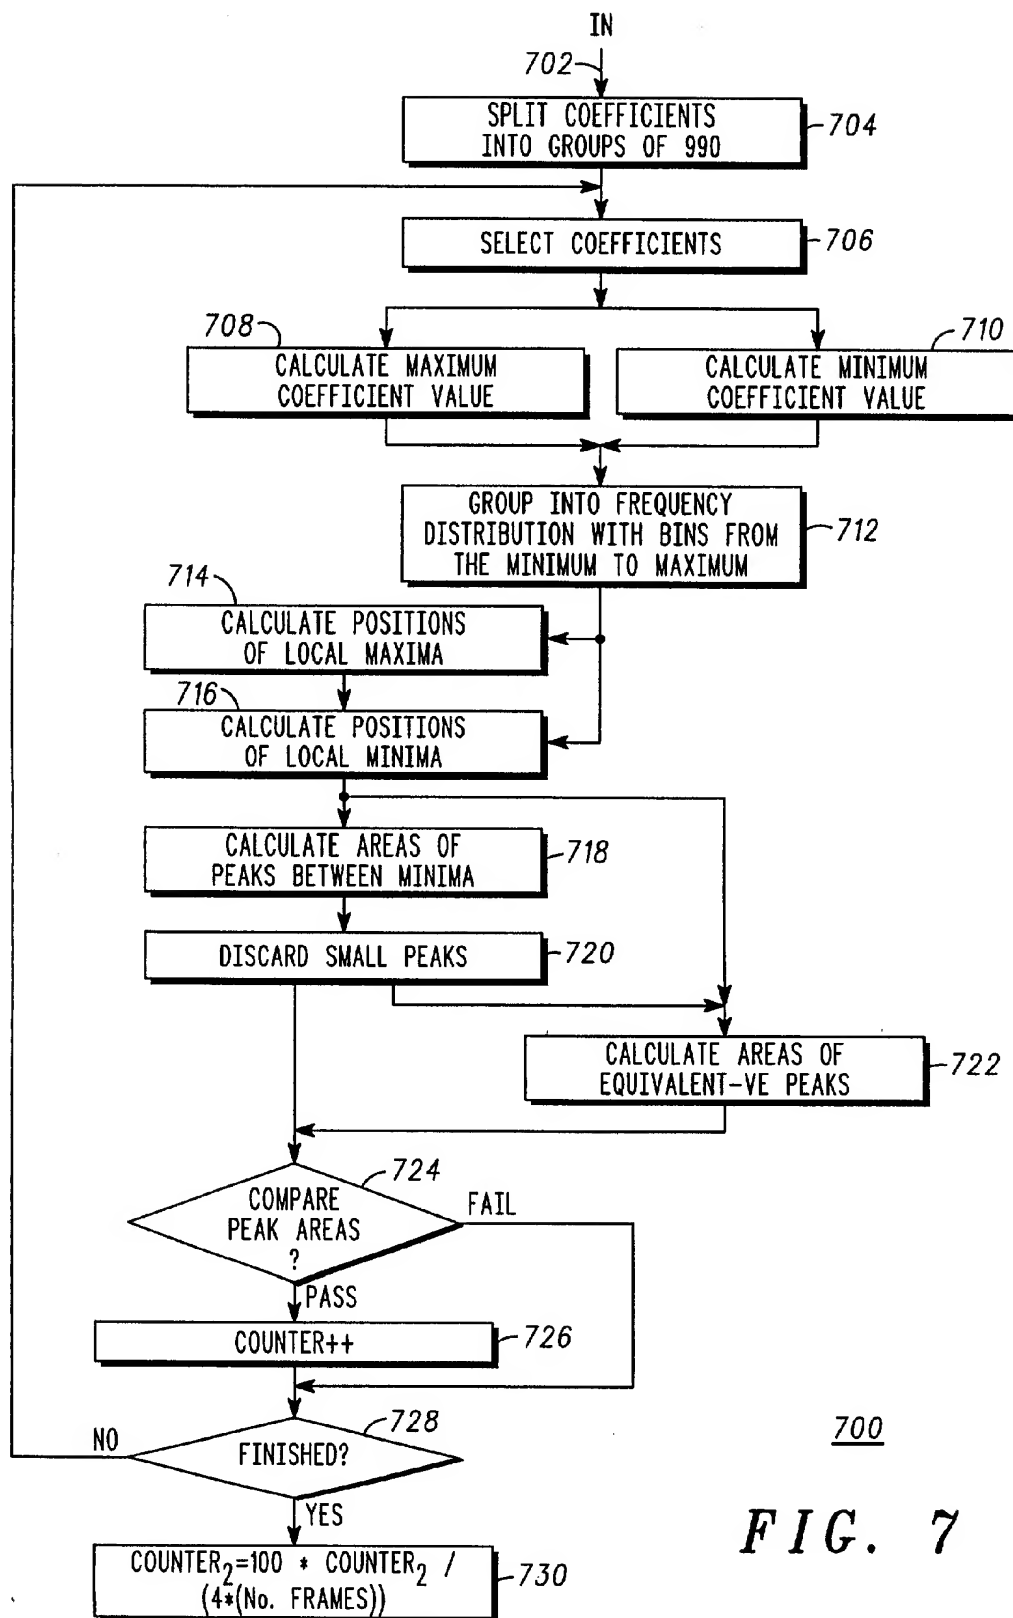 IN
702
SPLIT COEFFICIENTS
INTO GROUPS OF 990
704
SELECT COEFFICIENTS
706
708
CALCULATE MAXIMUM
COEFFICIENT VALUE
710
CALCULATE MINIMUM
COEFFICIENT VALUE
GROUP INTO FREQUENCY
DISTRIBUTION WITH BINS FROM
THE MINIMUM TO MAXIMUM
712
714
CALCULATE POSITIONS
OF LOCAL MAXIMA
716
CALCULATE POSITIONS
OF LOCAL MINIMA
CALCULATE AREAS OF
PEAKS BETWEEN MINIMA
718
DISCARD SMALL PEAKS
720
CALCULATE AREAS OF
EQUIVALENT-VE PEAKS
722
724
COMPARE
PEAK AREAS
?
FAIL
PASS
COUNTER++
726
728
NO
FINISHED?
YES
700
COUNTER₂=100 * COUNTER₂ /
(4*(No. FRAMES))
730
FIG. 7